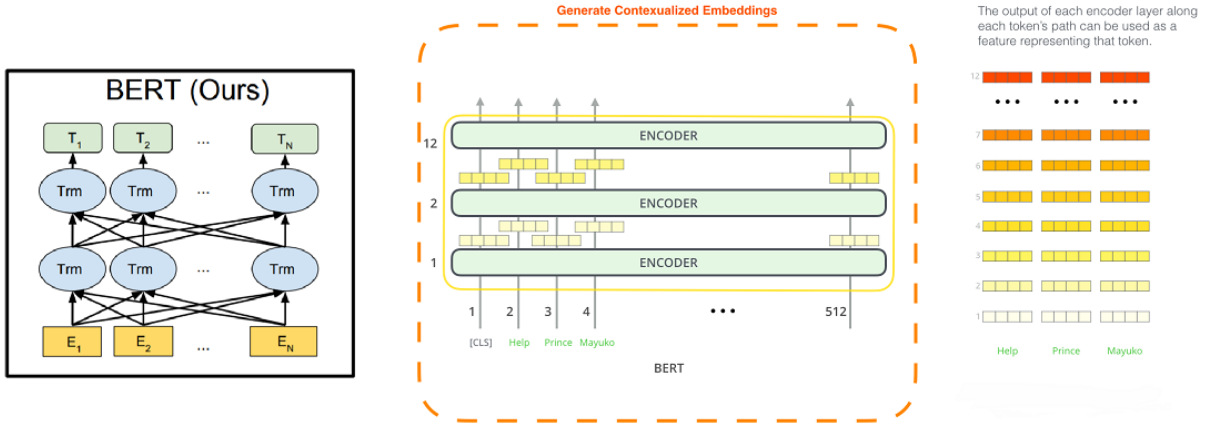 BERT (Ours)
T1 T2 ... TN
Trm Trm ... Trm
Trm Trm ... Trm
E1 E2 ... EN
Generate Contexualized Embeddings
12 ENCODER
2 ENCODER
1 ENCODER
1 2 3 4 ••• 512
[CLS] Help Prince Mayuko
BERT
The output of each encoder layer along
each token's path can be used as a
feature representing that token.
12
••• ••• •••
7
6
5
4
3
2
1
Help Prince Mayuko